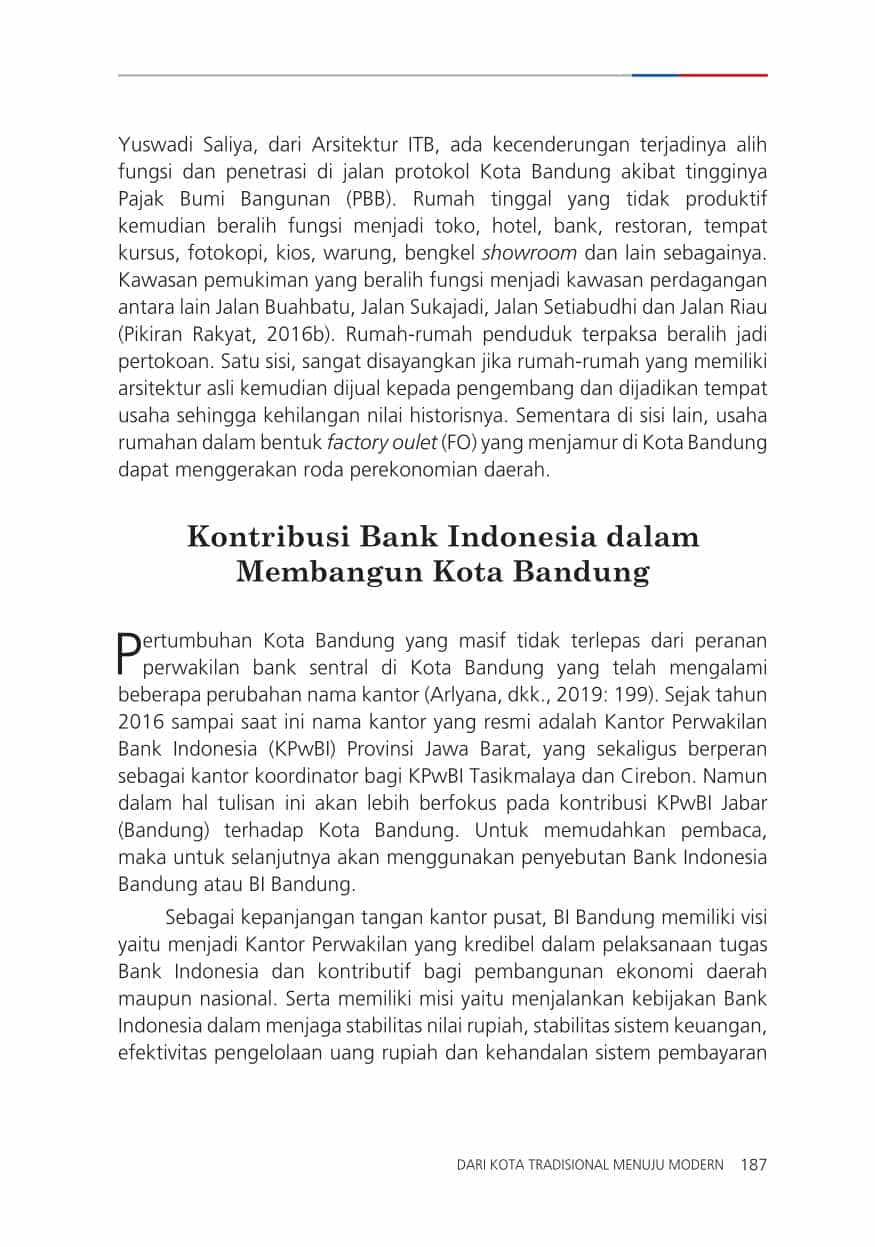 Yuswadi Saliya, dari Arsitektur ITB, ada kecenderungan terjadinya alih
fungsi dan penetrasi di jalan protokol Kota Bandung akibat tingginya
Pajak Bumi Bangunan (PBB). Rumah tinggal yang tidak produktif
kemudian beralih fungsi menjadi toko, hotel, bank, restoran, tempat
kursus, fotokopi, kios, warung, bengkel showroom dan lain sebagainya.
Kawasan pemukiman yang beralih fungsi menjadi kawasan perdagangan
antara lain Jalan Buahbatu, Jalan Sukajadi, Jalan Setiabudhi dan Jalan Riau
(Pikiran Rakyat, 2016b). Rumah-rumah penduduk terpaksa beralih jadi
pertokoan. Satu sisi, sangat disayangkan jika rumah-rumah yang memiliki
arsitektur asli kemudian dijual kepada pengembang dan dijadikan tempat
usaha sehingga kehilangan nilai historisnya. Sementara di sisi lain, usaha
rumahan dalam bentuk factory oulet (FO) yang menjamur di Kota Bandung
dapat menggerakan roda perekonomian daerah.
Kontribusi Bank Indonesia dalam
Membangun Kota Bandung
Pertumbuhan Kota Bandung yang masif tidak terlepas dari peranan
perwakilan bank sentral di Kota Bandung yang telah mengalami
beberapa perubahan nama kantor (Arlyana, dkk., 2019: 199). Sejak tahun
2016 sampai saat ini nama kantor yang resmi adalah Kantor Perwakilan
Bank Indonesia (KPwBI) Provinsi Jawa Barat, yang sekaligus berperan
sebagai kantor koordinator bagi KPwBI Tasikmalaya dan Cirebon. Namun
dalam hal tulisan ini akan lebih berfokus pada kontribusi KPwBI Jabar
(Bandung) terhadap Kota Bandung. Untuk memudahkan pembaca,
maka untuk selanjutnya akan menggunakan penyebutan Bank Indonesia
Bandung atau BI Bandung.
Sebagai kepanjangan tangan kantor pusat, BI Bandung memiliki visi
yaitu menjadi Kantor Perwakilan yang kredibel dalam pelaksanaan tugas
Bank Indonesia dan kontributif bagi pembangunan ekonomi daerah
maupun nasional. Serta memiliki misi yaitu menjalankan kebijakan Bank
Indonesia dalam menjaga stabilitas nilai rupiah, stabilitas sistem keuangan,
efektivitas pengelolaan uang rupiah dan kehandalan sistem pembayaran
DARI KOTA TRADISIONAL MENUJU MODERN 187